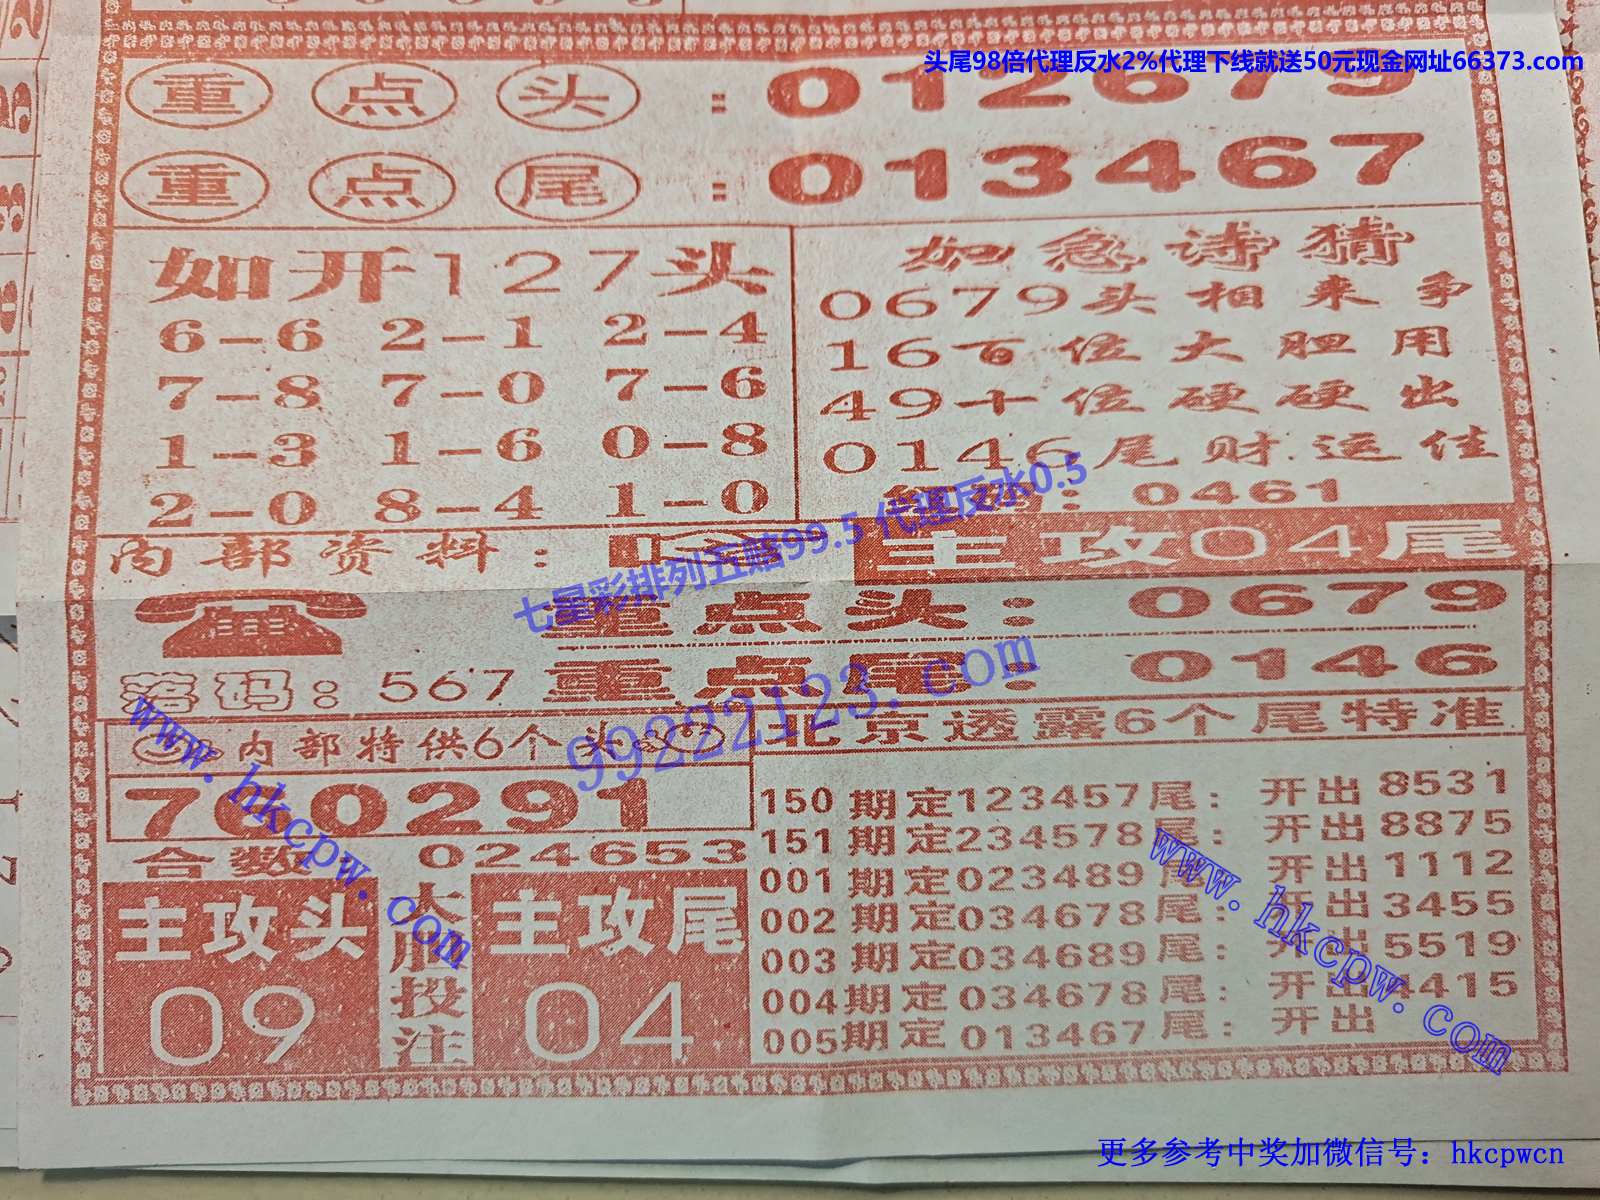 头尾98倍代理反水2%代理下线就送50元现金网址66373.com
重点头：012679
重点尾：013467
如开127头
6-6 2-1 2-4
7-8 7-0 7-6
1-3 1-6 0-8
2-0 8-4 1-0
加急诗猜
0679头相来争
16百位大胆用
49十位硬硬出
0146尾财运佳
：0461
内部资料：
主攻04尾
七星彩排列五赔99.5 代理反水0.5
99222123.com
重点头：0679
落码：567
重点尾：0146
内部特供6个头
760291
合数：024653
主攻头
09
大胆投注
主攻尾
04
北京透露6个尾特准
150期定123457尾：开出8531
151期定234578尾：开出8875
001期定023489尾：开出1112
002期定034678尾：开出3455
003期定034689尾：开出5519
004期定034678尾：开出4415
005期定013467尾：开出
www.hkcpw.com
www.hkcpw.com
更多参考中奖加微信号：hkcpwcn